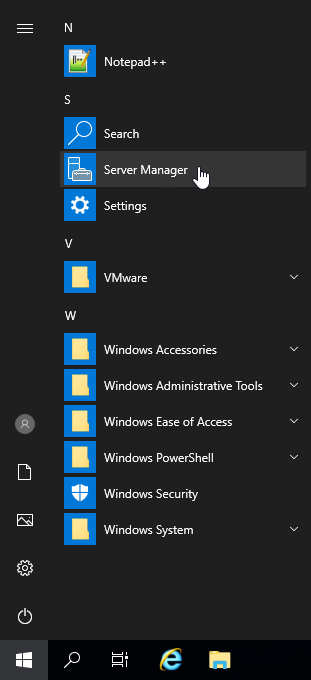 N
Notepad++
S
Search
Server Manager
Settings
V
VMware
W
Windows Accessories
Windows Administrative Tools
Windows Ease of Access
Windows PowerShell
Windows Security
Windows System